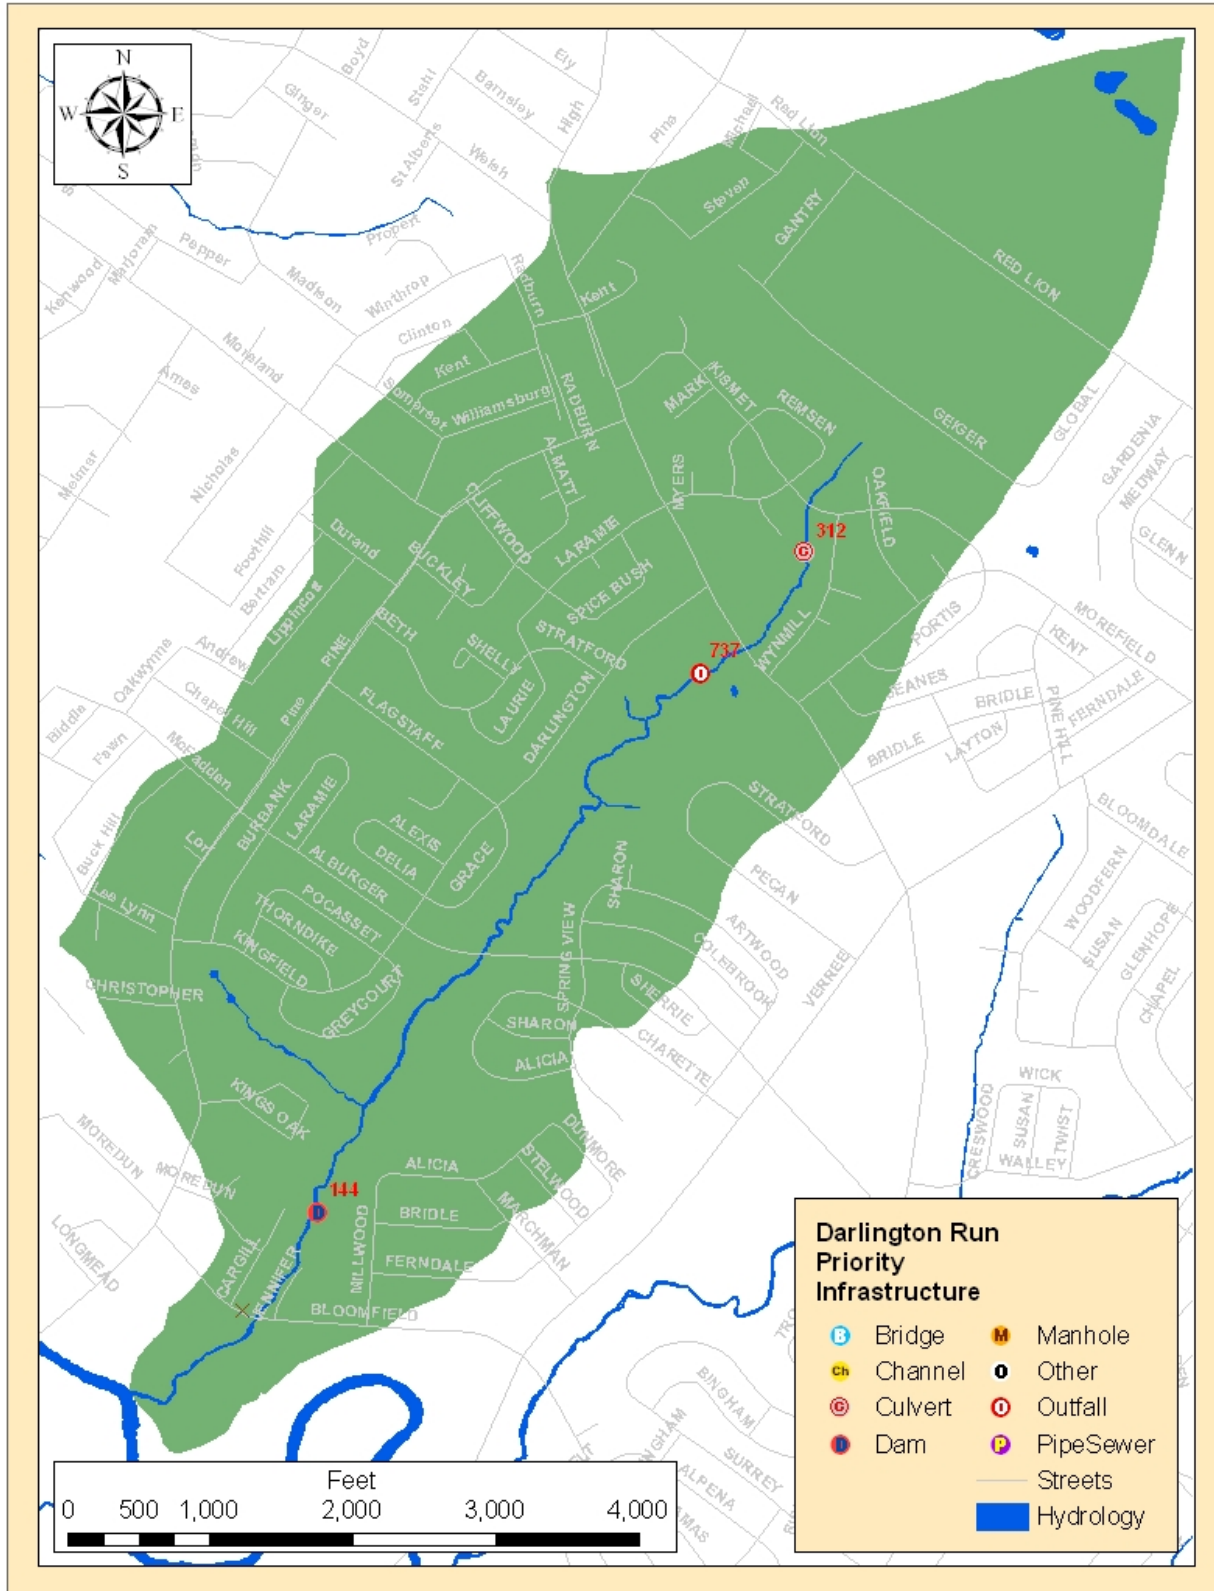 N
W
E
S
Boyd
Ginger
Stahl
St Alberts
Ely
Barnsley
High
Welsh
Pine
Michael
Red Lion
Steven
GANTRY
RED LION
Propert
Pepper
Marjoram
Kenwood
Madison
Winthrop
Radburn
Kent
Clinton
Moreland
Kent
Somerset
Williamsburg
RADBURN
Ames
Nicholas
Melmar
MARK
KISMET
REMSEN
GEIGER
GLOBAL
GARDENIA
MEDWAY
GLENN
ALMATT
MYERS
OAKFIELD
CLIFFWOOD
LARAMIE
312
Foothill
Durand
BUCKLEY
SPICE BUSH
Bertram
Lippincott
BETH
PINE
SHELLY
STRATFORD
737
WYNMILL
PORTIS
MOREFIELD
KENT
Andrew
Oakwynne
Chapel Hill
Biddle
Fawn
McFadden
Pine
FLAGSTAFF
LAURIE
DARLINGTON
BRIDLE
PINE HILL
FERNDALE
BRIDLE
LAYTON
BURBANK
LARAMIE
STRATFORD
BLOOMDALE
Buck Hill
Lori
ALEXIS
DELIA
GRACE
ALBURGER
SHARON
PECAN
WOODFERN
Lee Lynn
POCASSET
THORNDIKE
KINGFIELD
SPRING VIEW
ARTWOOD
COLEBROOK
VERREE
SUSAN
GLENHOPE
CHAPEL
CHRISTOPHER
GREYCOURT
SHERRIE
SHARON
CHARETTE
ALICIA
KINGS OAK
WICK
CRESWOOD
SUSAN
TWIST
WALLEY
MOREDUN
MOREDUN
DUNMORE
STELWOOD
ALICIA
144
MARCHMAN
BRIDLE
MILLWOOD
LONGMEAD
CARGILL
FERNDALE
BLOOMFIELD
BINGHAM
SURREY
ALPENA
Darlington Run
Priority
Infrastructure
B Bridge
M Manhole
Ch Channel
O Other
C Culvert
O Outfall
D Dam
P PipeSewer
Streets
Hydrology
Feet
0 500 1,000 2,000 3,000 4,000